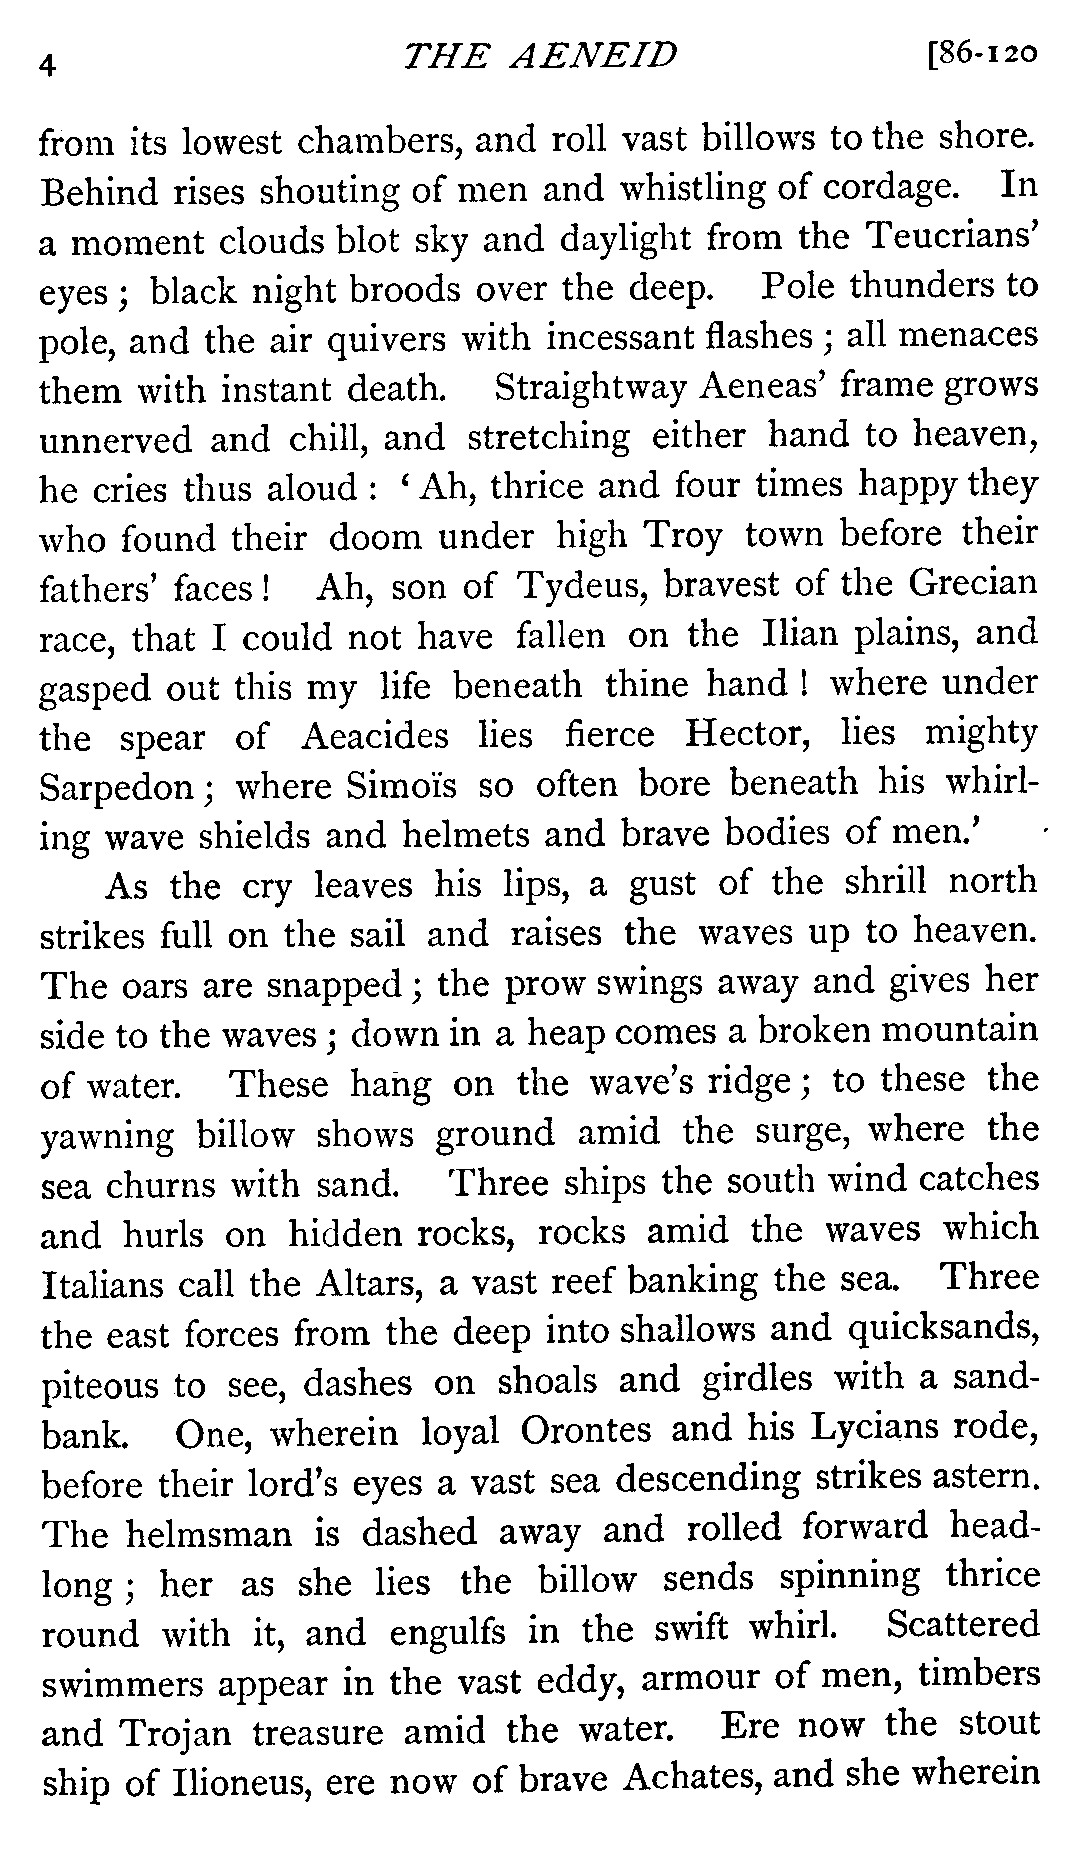 4 THE AENEID [86-120
from its lowest chambers, and roll vast billows to the shore.
Behind rises shouting of men and whistling of cordage. In
a moment clouds blot sky and daylight from the Teucrians’
eyes ; black night broods over the deep. Pole thunders to
pole, and the air quivers with incessant flashes ; all menaces
them with instant death. Straightway Aeneas’ frame grows
unnerved and chill, and stretching either hand to heaven,
he cries thus aloud : ‘ Ah, thrice and four times happy they
who found their doom under high Troy town before their
fathers’ faces ! Ah, son of Tydeus, bravest of the Grecian
race, that I could not have fallen on the Ilian plains, and
gasped out this my life beneath thine hand ! where under
the spear of Aeacides lies fierce Hector, lies mighty
Sarpedon ; where Simoïs so often bore beneath his whirl-
ing wave shields and helmets and brave bodies of men.’
As the cry leaves his lips, a gust of the shrill north
strikes full on the sail and raises the waves up to heaven.
The oars are snapped ; the prow swings away and gives her
side to the waves ; down in a heap comes a broken mountain
of water. These hang on the wave’s ridge ; to these the
yawning billow shows ground amid the surge, where the
sea churns with sand. Three ships the south wind catches
and hurls on hidden rocks, rocks amid the waves which
Italians call the Altars, a vast reef banking the sea. Three
the east forces from the deep into shallows and quicksands,
piteous to see, dashes on shoals and girdles with a sand-
bank. One, wherein loyal Orontes and his Lycians rode,
before their lord’s eyes a vast sea descending strikes astern.
The helmsman is dashed away and rolled forward head-
long ; her as she lies the billow sends spinning thrice
round with it, and engulfs in the swift whirl. Scattered
swimmers appear in the vast eddy, armour of men, timbers
and Trojan treasure amid the water. Ere now the stout
ship of Ilioneus, ere now of brave Achates, and she wherein